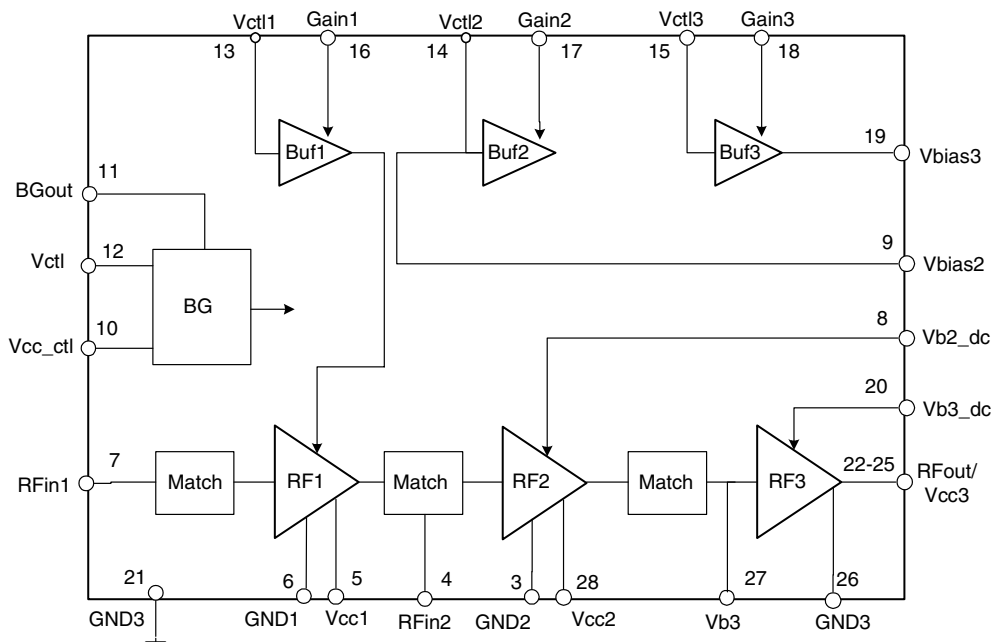 Vctl1
Gain1
Vctl2
Gain2
Vctl3
Gain3
13
16
14
17
15
18
Buf1
Buf2
Buf3
19
Vbias3
11
BGout
12
Vctl
BG
9
Vbias2
10
Vcc_ctl
8
Vb2_dc
20
Vb3_dc
7
RFin1
Match
RF1
Match
RF2
Match
RF3
22-25
RFout/
Vcc3
21
GND3
6
GND1
5
Vcc1
4
RFin2
3
GND2
28
Vcc2
27
Vb3
26
GND3